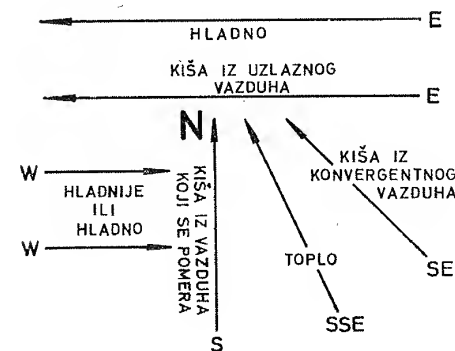 E
HLADNO
KIŠA IZ UZLAZNOG
VAZDUHA
E
N
W
HLADNIJE
ILI
HLADNO
W
KIŠA IZ VAZDUHA
KOJI SE POMERA
S
TOPLO
SSE
KIŠA IZ
KONVERGENTNOG
VAZDUHA
SE